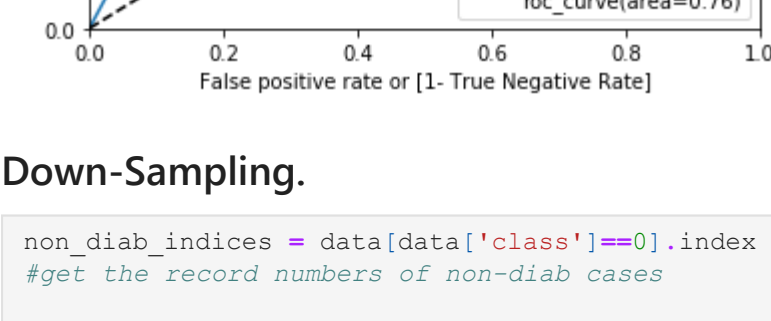 roc_curve(area=0.76)
0.0
0.0 0.2 0.4 0.6 0.8 1.0
False positive rate or [1- True Negative Rate]
Down-Sampling.
non_diab_indices = data[data['class']==0].index
#get the record numbers of non-diab cases